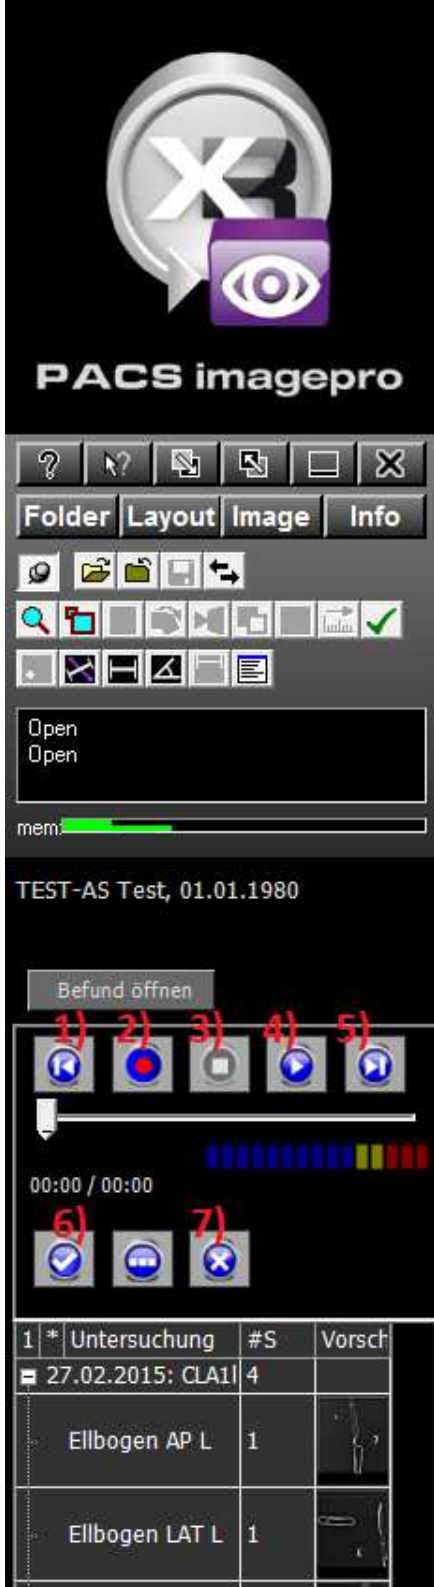 XR
PACS imagepro
? ?
Folder Layout Image Info
Open
Open
mem:
TEST-AS Test, 01.01.1980
Befund öffnen
1) 2) 3) 4) 5)
00:00 / 00:00
6) 7)
1 * Untersuchung #S Vorsch
27.02.2015: CLA1l 4
Ellbogen AP L 1
Ellbogen LAT L 1